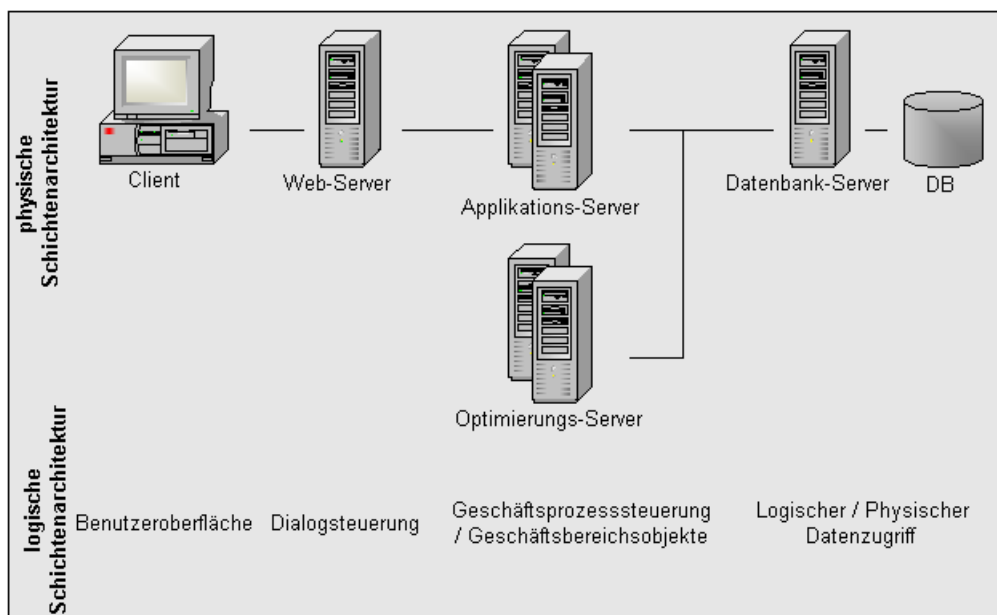 physische
Schichtenarchitektur
Client
Web-Server
Applikations-Server
Datenbank-Server
DB
Optimierungs-Server
logische
Schichtenarchitektur
Benutzeroberfläche
Dialogsteuerung
Geschäftsprozesssteuerung
/ Geschäftsbereichsobjekte
Logischer / Physischer
Datenzugriff